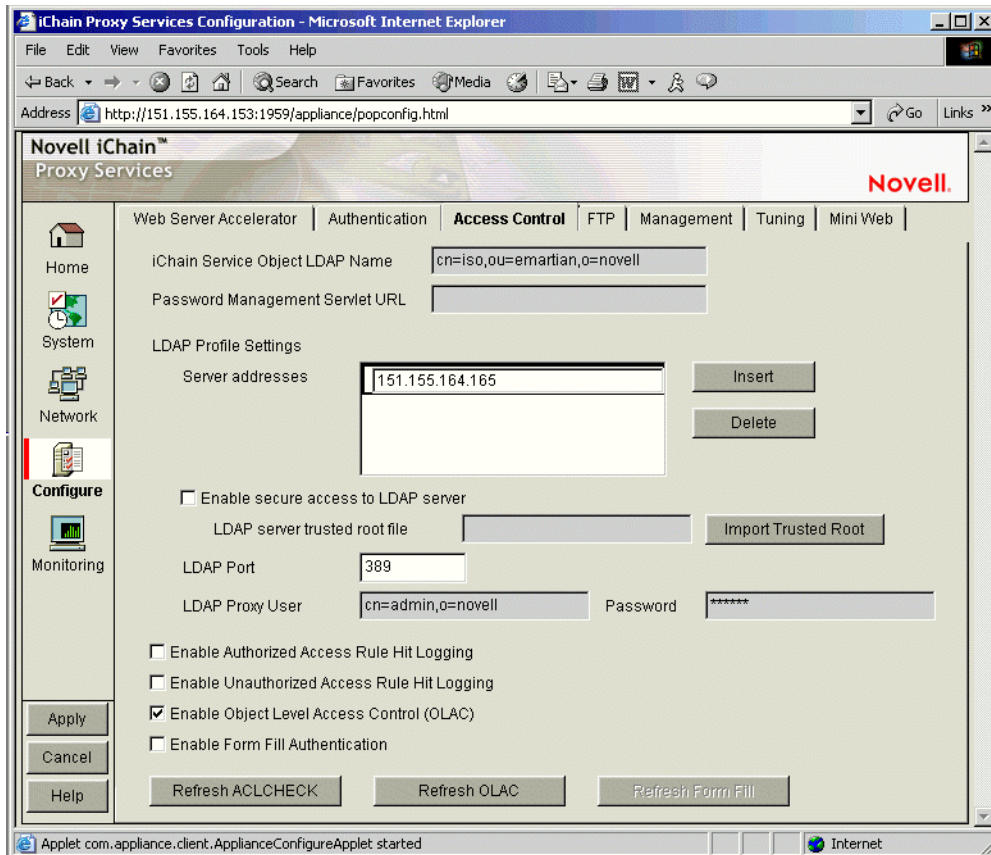 iChain Proxy Services Configuration - Microsoft Internet Explorer
File Edit View Favorites Tools Help
Back Search Favorites Media
Address http://151.155.164.153:1959/appliance/popconfig.html Go Links »
Novell iChain™
Proxy Services
Novell.
Web Server Accelerator Authentication Access Control FTP Management Tuning Mini Web
Home
System
Network
Configure
Monitoring
iChain Service Object LDAP Name cn=iso,ou=emartian,o=novell
Password Management Servlet URL
LDAP Profile Settings
Server addresses 151.155.164.165 Insert
Delete
Enable secure access to LDAP server
LDAP server trusted root file Import Trusted Root
LDAP Port 389
LDAP Proxy User cn=admin,o=novell Password ******
Enable Authorized Access Rule Hit Logging
Enable Unauthorized Access Rule Hit Logging
Enable Object Level Access Control (OLAC)
Enable Form Fill Authentication
Apply
Cancel
Help
Refresh ACLCHECK Refresh OLAC Refresh Form Fill
Applet com.appliance.client.ApplianceConfigureApplet started Internet